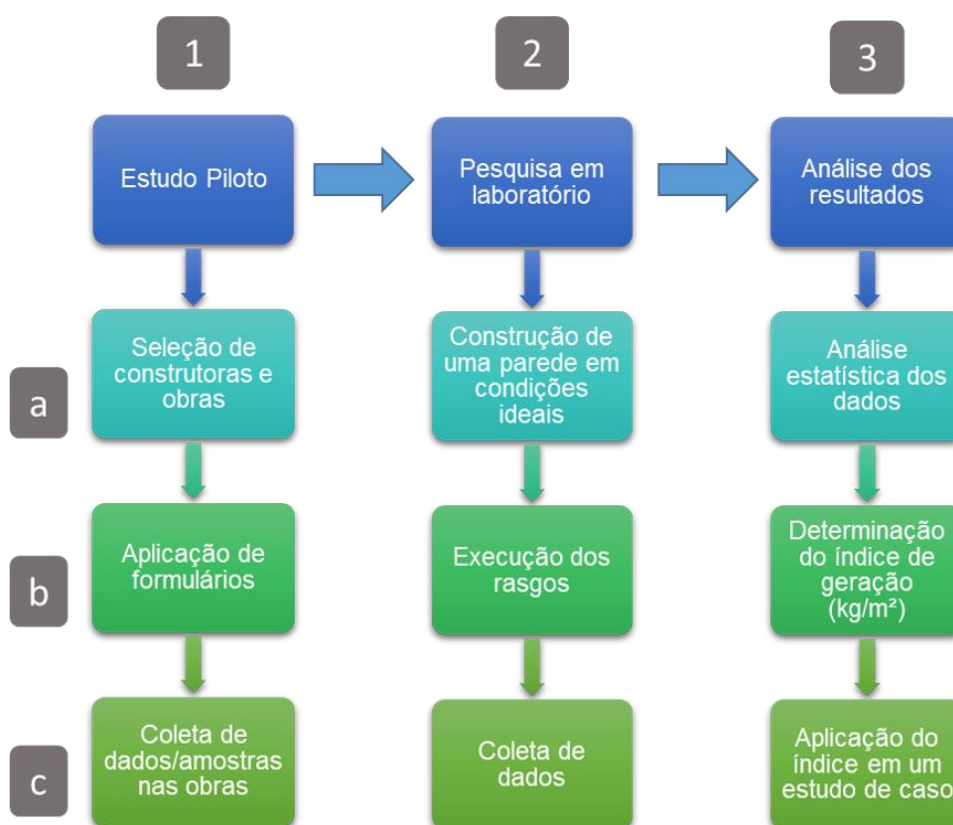 1
2
3
Estudo Piloto
Pesquisa em
laboratório
Análise dos
resultados
a
Seleção de
construtoras e
obras
Construção de
uma parede em
condições
ideais
Análise
estatística dos
dados
b
Aplicação de
formulários
Execução dos
rasgos
Determinação
do índice de
geração
(kg/m²)
c
Coleta de
dados/amostras
nas obras
Coleta de
dados
Aplicação do
índice em um
estudo de caso